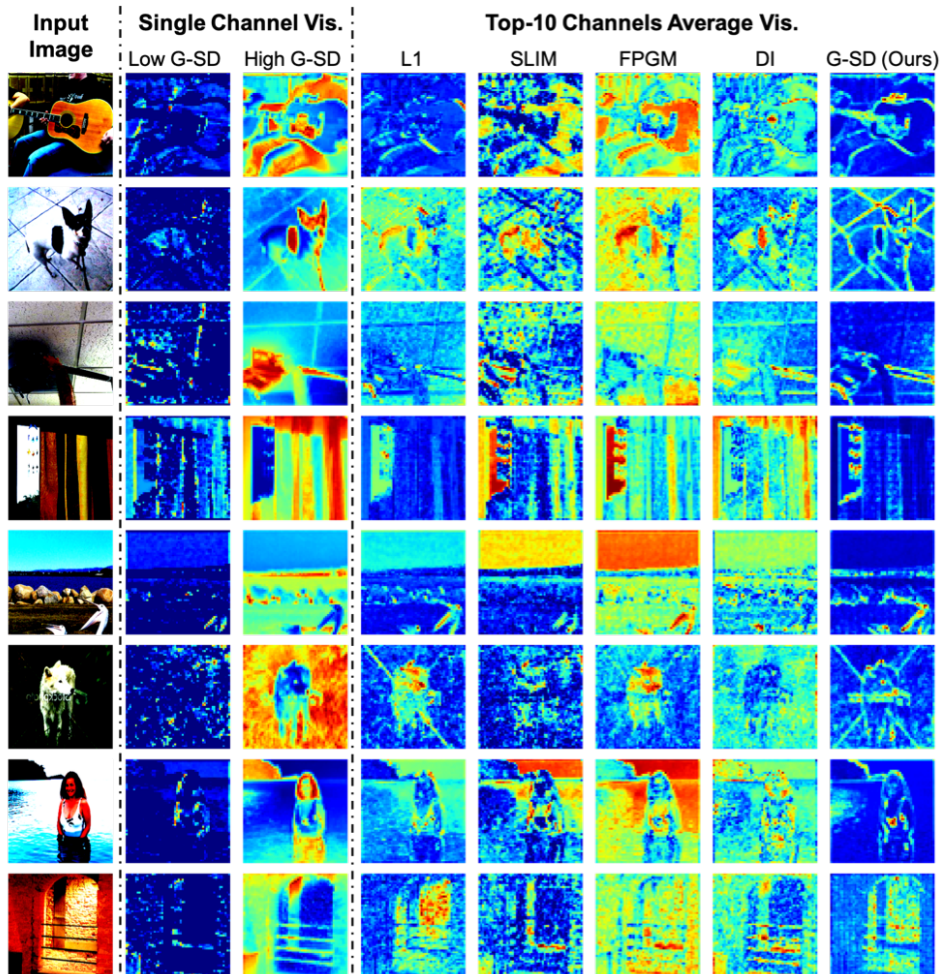 Input Image
Single Channel Vis.
Top-10 Channels Average Vis.
Low G-SD
High G-SD
L1
SLIM
FPGM
DI
G-SD (Ours)